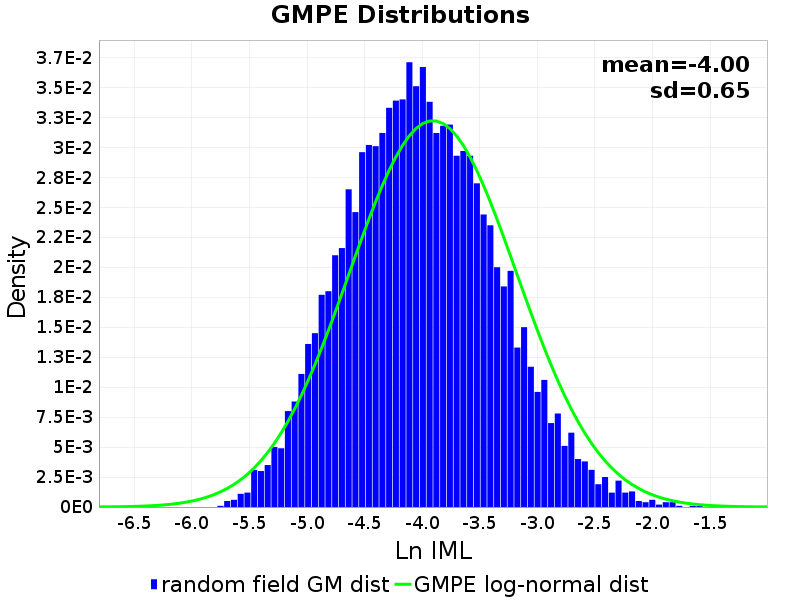 GMPE Distributions
mean=-4.00
sd=0.65
3.7E-2
3.5E-2
3.3E-2
3E-2
2.8E-2
2.5E-2
2.2E-2
2E-2
1.8E-2
1.5E-2
1.3E-2
1E-2
7.5E-3
5E-3
2.5E-3
0E0
Density
-6.5 -6.0 -5.5 -5.0 -4.5 -4.0 -3.5 -3.0 -2.5 -2.0 -1.5
Ln IML
random field GM dist GMPE log-normal dist